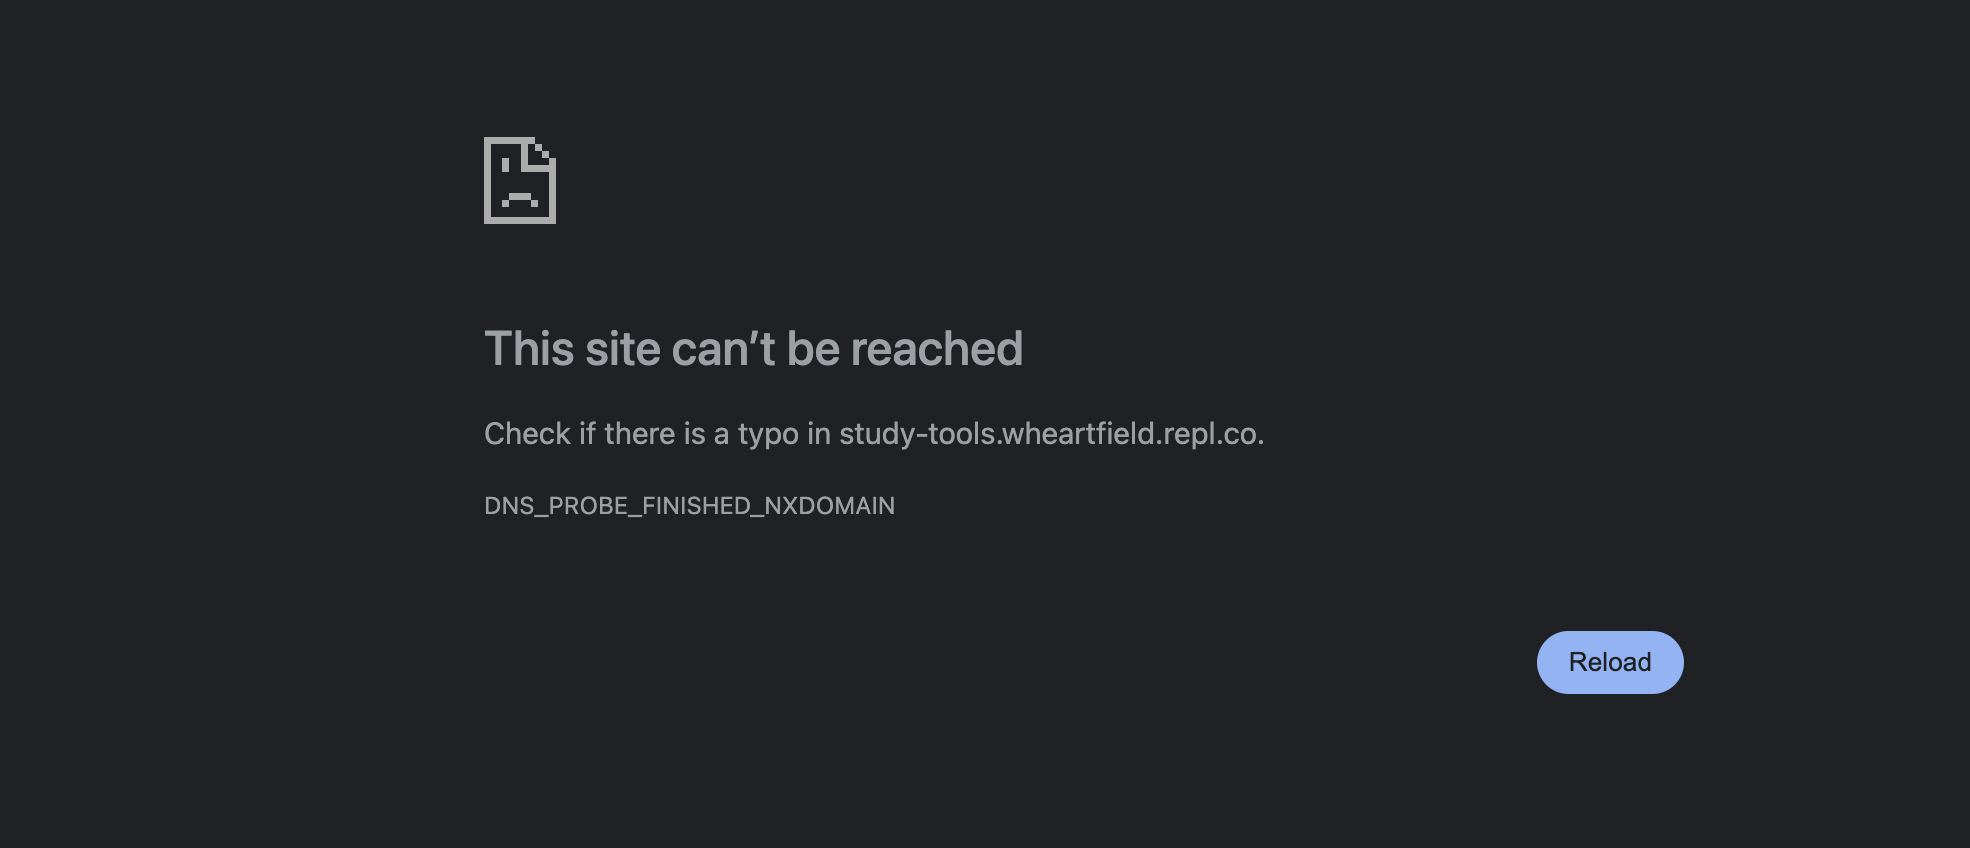 This site can’t be reached
Check if there is a typo in study-tools.wheartfield.repl.co.
DNS_PROBE_FINISHED_NXDOMAIN
Reload